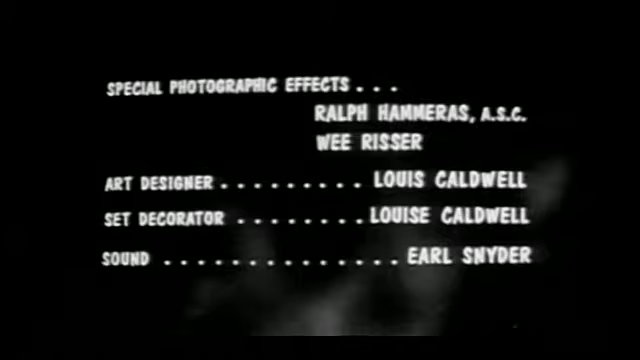 SPECIAL PHOTOGRAPHIC EFFECTS . . .
RALPH HAMMERAS, A.S.C.
WEE RISSER
ART DESIGNER . . . . . . . . . LOUIS CALDWELL
SET DECORATOR . . . . . . . . LOUISE CALDWELL
SOUND . . . . . . . . . . . . . . EARL SNYDER